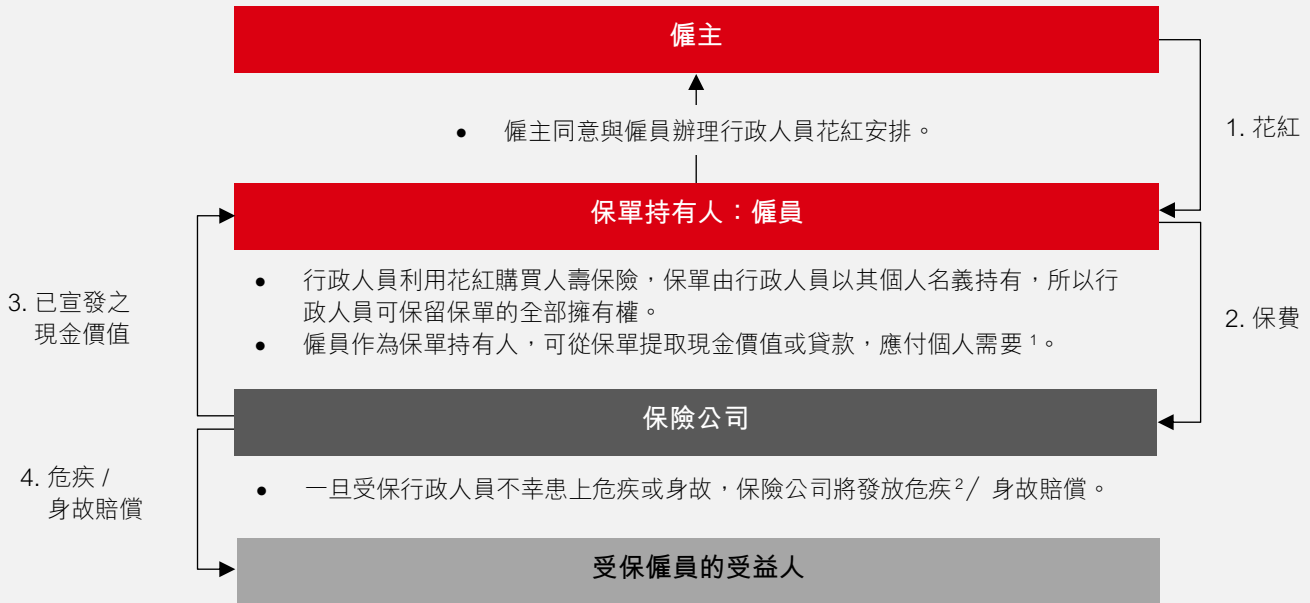 僱主
• 僱主同意與僱員辦理行政人員花紅安排。
1. 花紅
保單持有人：僱員
• 行政人員利用花紅購買人壽保險，保單由行政人員以其個人名義持有，所以行
政人員可保留保單的全部擁有權。
• 僱員作為保單持有人，可從保單提取現金價值或貸款，應付個人需要¹。
3. 已宣發之
現金價值
2. 保費
保險公司
4. 危疾 /
身故賠償
• 一旦受保行政人員不幸患上危疾或身故，保險公司將發放危疾²/ 身故賠償。
受保僱員的受益人